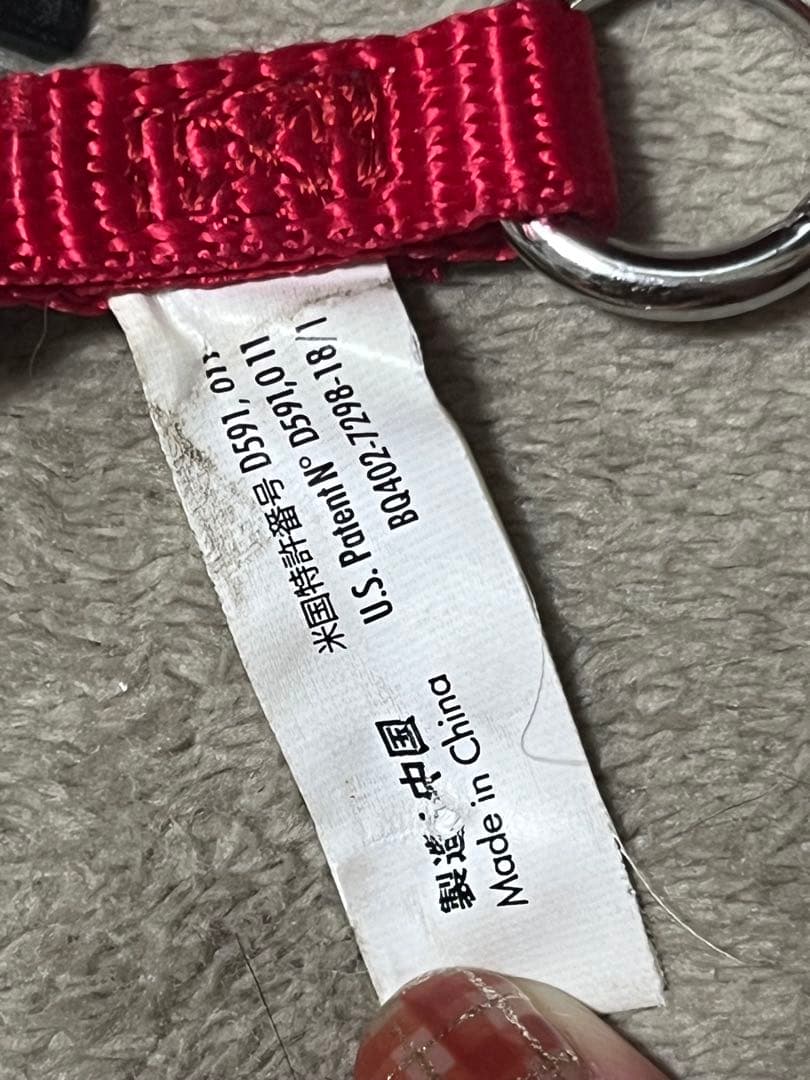 米国特許番号 D591, 011
U.S. Patent Nº D591,011
BQ402-7298-18/1
製造:中国
Made in China